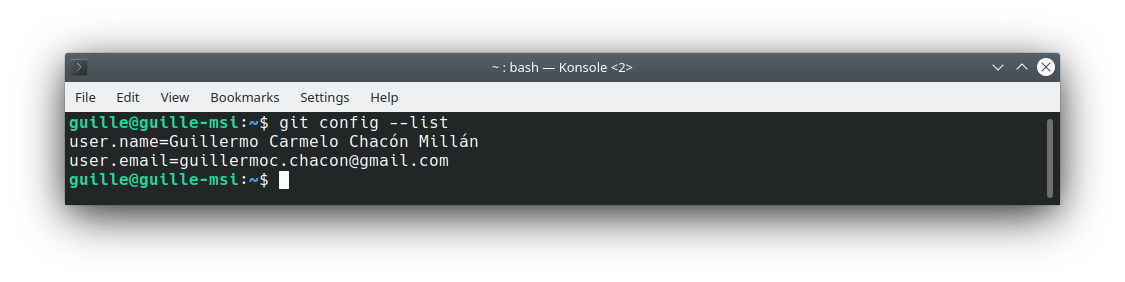 ~ : bash — Konsole <2>
File Edit View Bookmarks Settings Help
guille@guille-msi:~$ git config --list
user.name=Guillermo Carmelo Chacón Millán
user.email=guillermoc.chacon@gmail.com
guille@guille-msi:~$